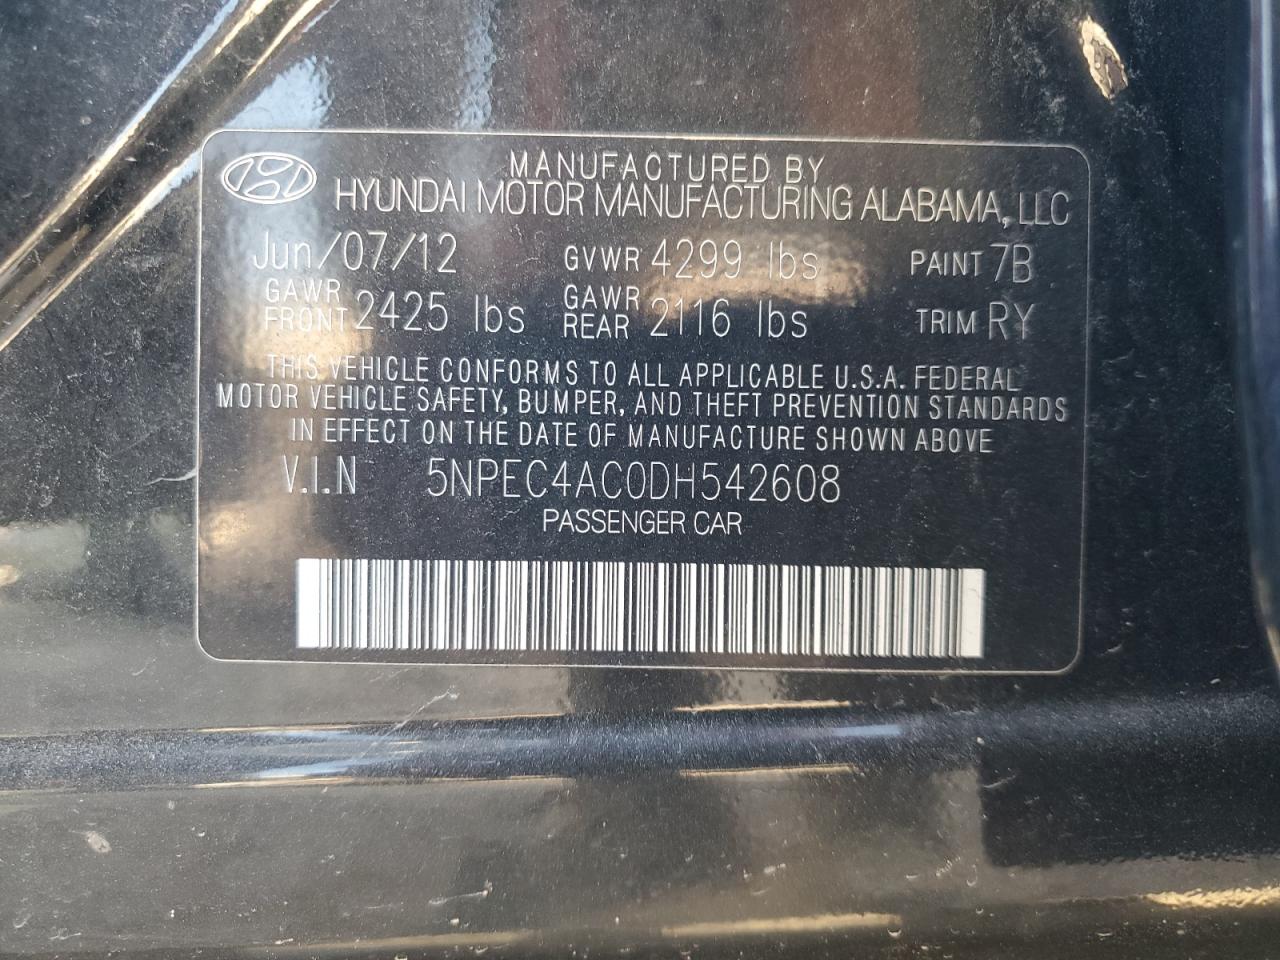 MANUFACTURED BY
HYUNDAI MOTOR MANUFACTURING ALABAMA, LLC
Jun/07/12 GVWR 4299 lbs PAINT 7B
GAWR FRONT 2425 lbs GAWR REAR 2116 lbs TRIM RY
THIS VEHICLE CONFORMS TO ALL APPLICABLE U.S.A. FEDERAL
MOTOR VEHICLE SAFETY, BUMPER, AND THEFT PREVENTION STANDARDS
IN EFFECT ON THE DATE OF MANUFACTURE SHOWN ABOVE
V.I.N 5NPEC4AC0DH542608
PASSENGER CAR